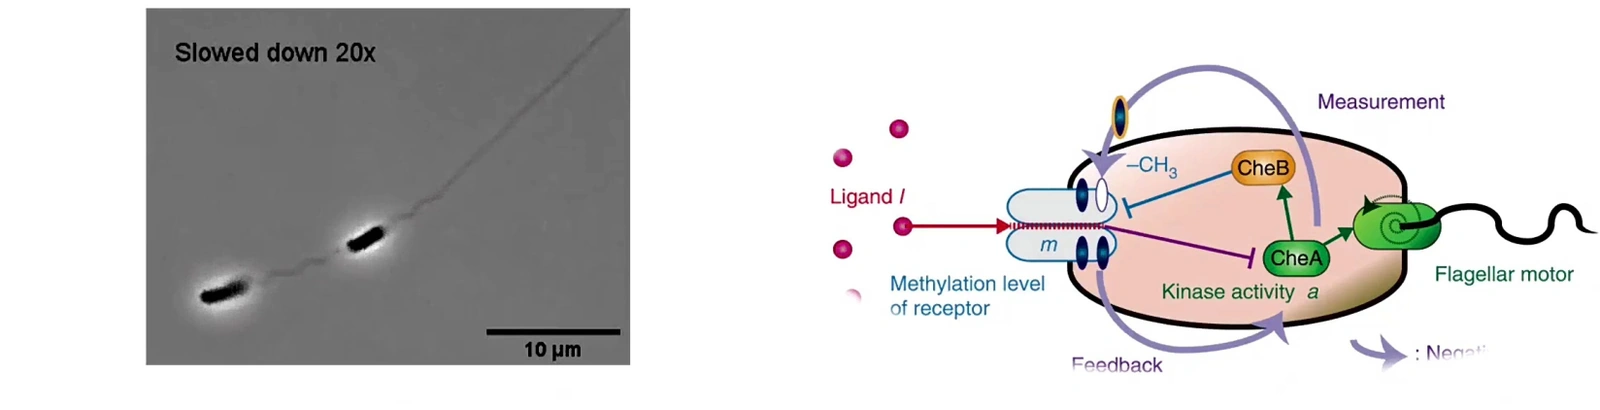 Slowed down 20x
10 µm
Measurement
–CH3
CheB
Ligand l
m
CheA
Methylation level
of receptor
Kinase activity a
Flagellar motor
Feedback